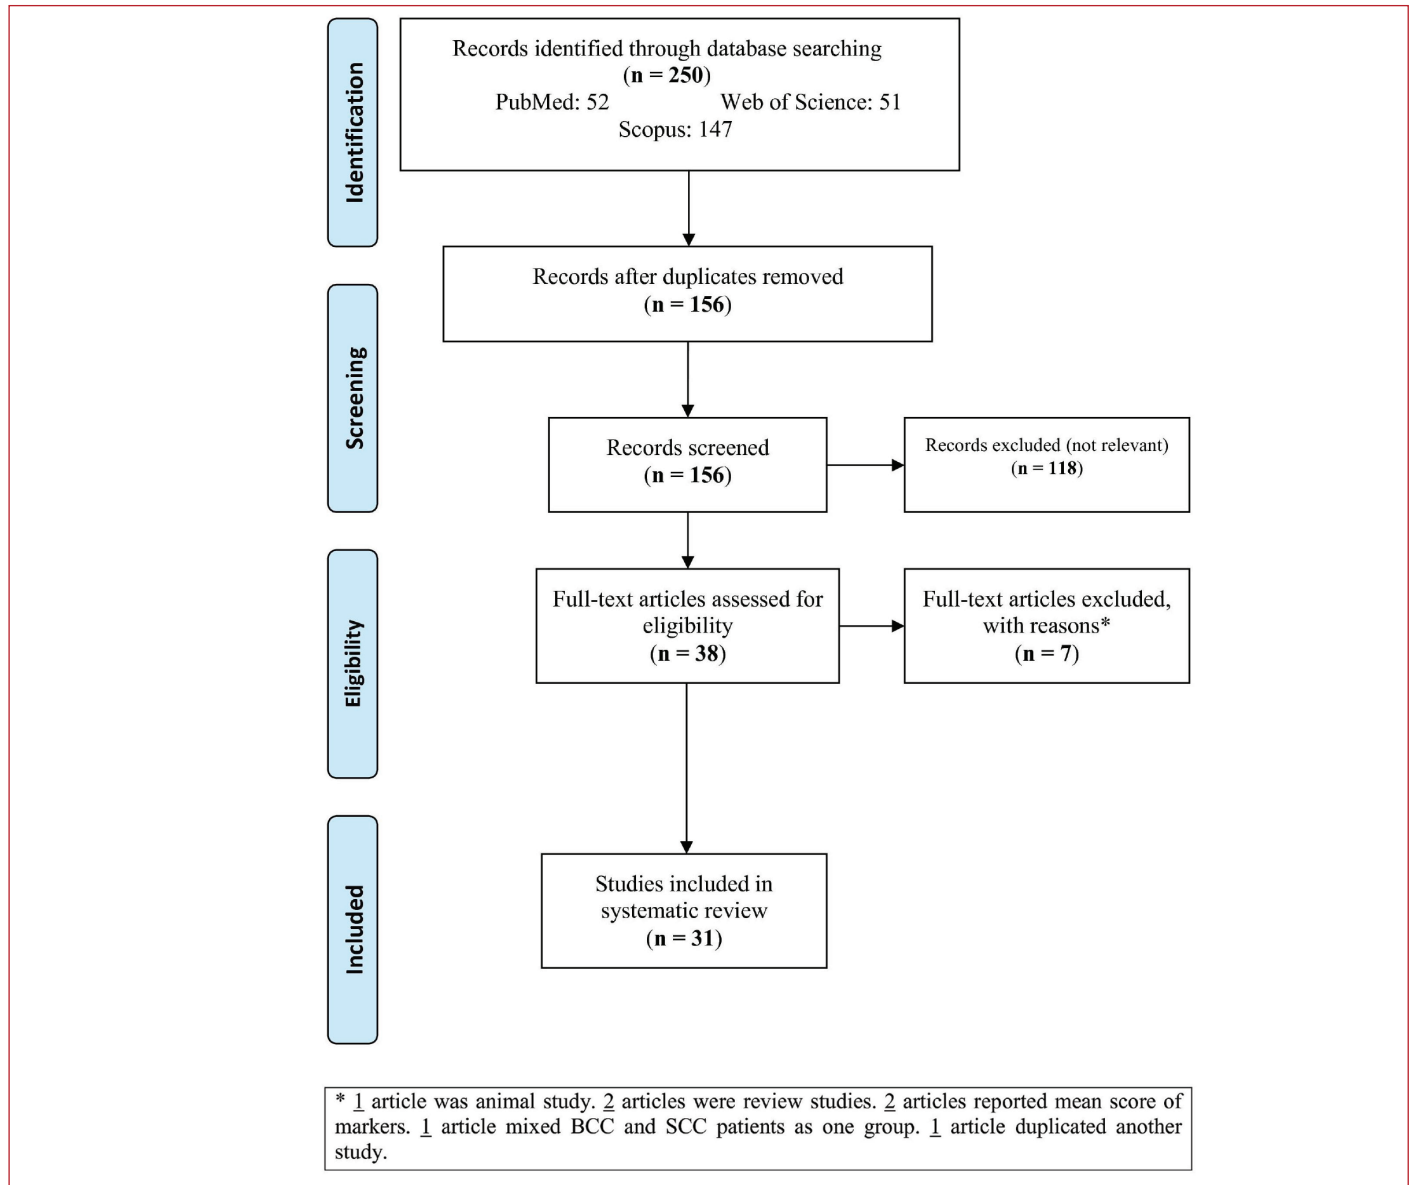 Identification
Records identified through database searching
(n = 250)
PubMed: 52 Web of Science: 51
Scopus: 147
Records after duplicates removed
(n = 156)
Screening
Records screened
(n = 156)
Records excluded (not relevant)
(n = 118)
Eligibility
Full-text articles assessed for
eligibility
(n = 38)
Full-text articles excluded,
with reasons*
(n = 7)
Included
Studies included in
systematic review
(n = 31)
* 1 article was animal study. 2 articles were review studies. 2 articles reported mean score of
markers. 1 article mixed BCC and SCC patients as one group. 1 article duplicated another
study.